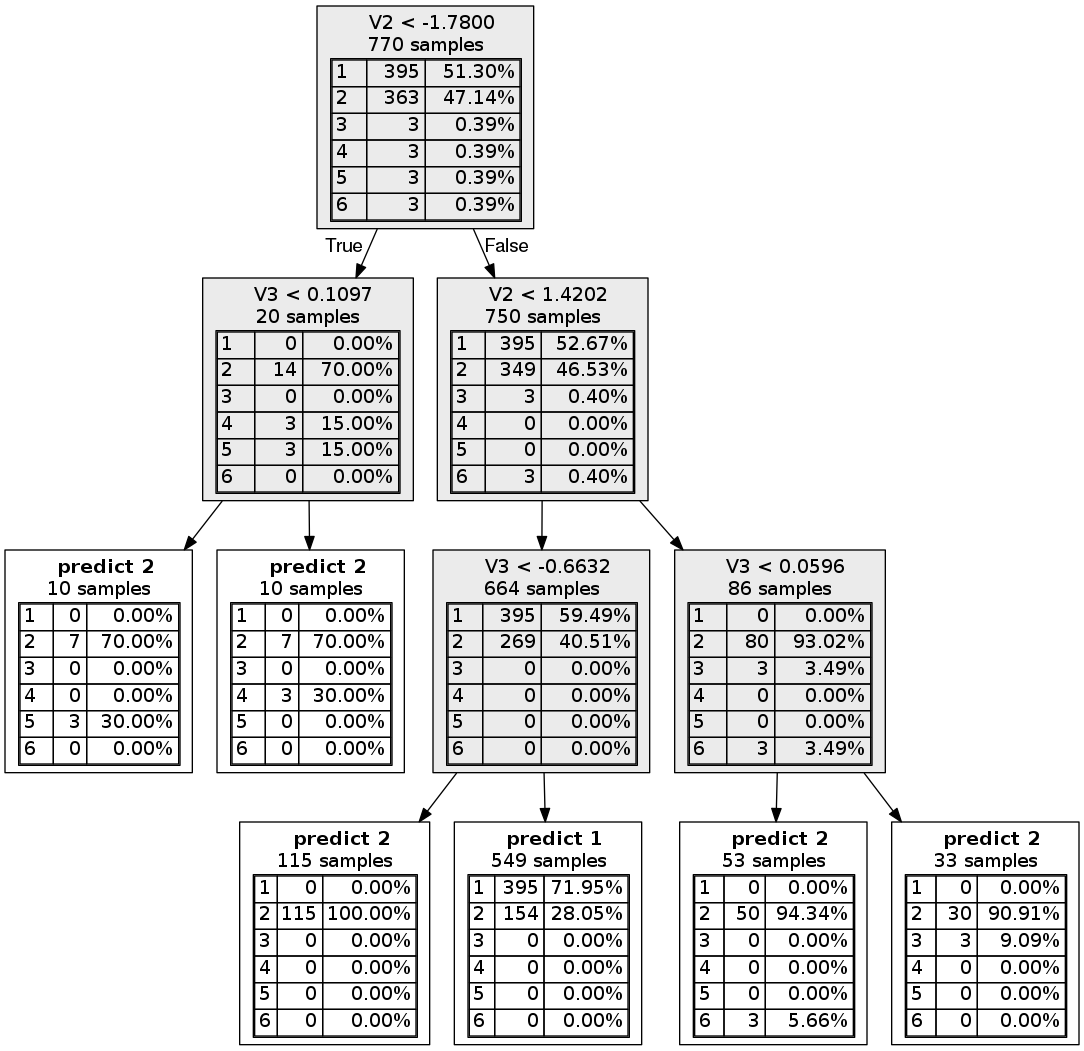 V2 < -1.7800
770 samples
1 395 51.30%
2 363 47.14%
3 3 0.39%
4 3 0.39%
5 3 0.39%
6 3 0.39%
True
False
V3 < 0.1097
20 samples
1 0 0.00%
2 14 70.00%
3 0 0.00%
4 3 15.00%
5 3 15.00%
6 0 0.00%
V2 < 1.4202
750 samples
1 395 52.67%
2 349 46.53%
3 3 0.40%
4 0 0.00%
5 0 0.00%
6 3 0.40%
predict 2
10 samples
1 0 0.00%
2 7 70.00%
3 0 0.00%
4 0 0.00%
5 3 30.00%
6 0 0.00%
predict 2
10 samples
1 0 0.00%
2 7 70.00%
3 0 0.00%
4 3 30.00%
5 0 0.00%
6 0 0.00%
V3 < -0.6632
664 samples
1 395 59.49%
2 269 40.51%
3 0 0.00%
4 0 0.00%
5 0 0.00%
6 0 0.00%
V3 < 0.0596
86 samples
1 0 0.00%
2 80 93.02%
3 3 3.49%
4 0 0.00%
5 0 0.00%
6 3 3.49%
predict 2
115 samples
1 0 0.00%
2 115 100.00%
3 0 0.00%
4 0 0.00%
5 0 0.00%
6 0 0.00%
predict 1
549 samples
1 395 71.95%
2 154 28.05%
3 0 0.00%
4 0 0.00%
5 0 0.00%
6 0 0.00%
predict 2
53 samples
1 0 0.00%
2 50 94.34%
3 0 0.00%
4 0 0.00%
5 0 0.00%
6 3 5.66%
predict 2
33 samples
1 0 0.00%
2 30 90.91%
3 3 9.09%
4 0 0.00%
5 0 0.00%
6 0 0.00%